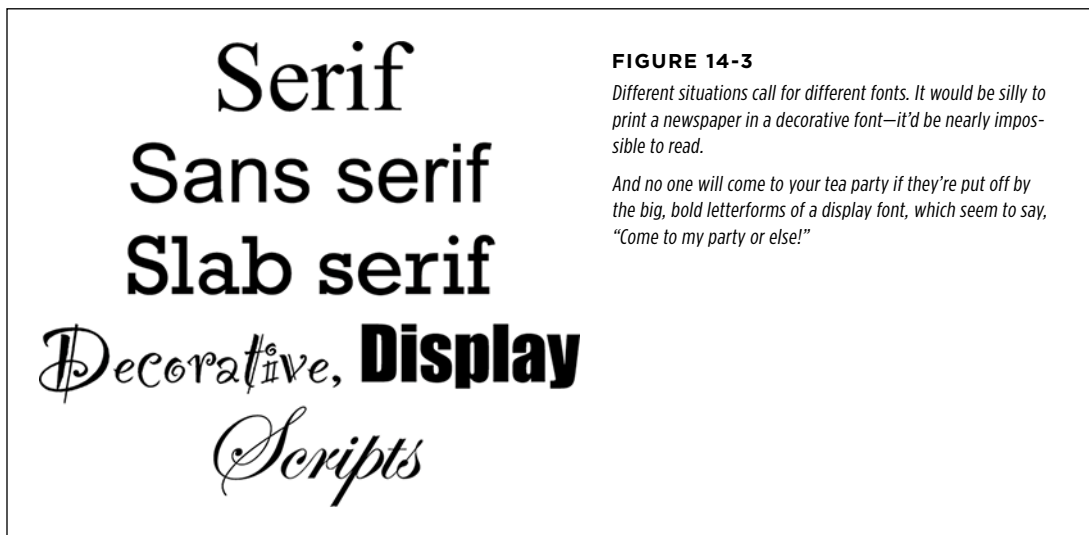 Serif
Sans serif
Slab serif
Decorative, Display
Scripts
FIGURE 14-3
Different situations call for different fonts. It would be silly to
print a newspaper in a decorative font—it’d be nearly impos-
sible to read.
And no one will come to your tea party if they’re put off by
the big, bold letterforms of a display font, which seem to say,
“Come to my party or else!”